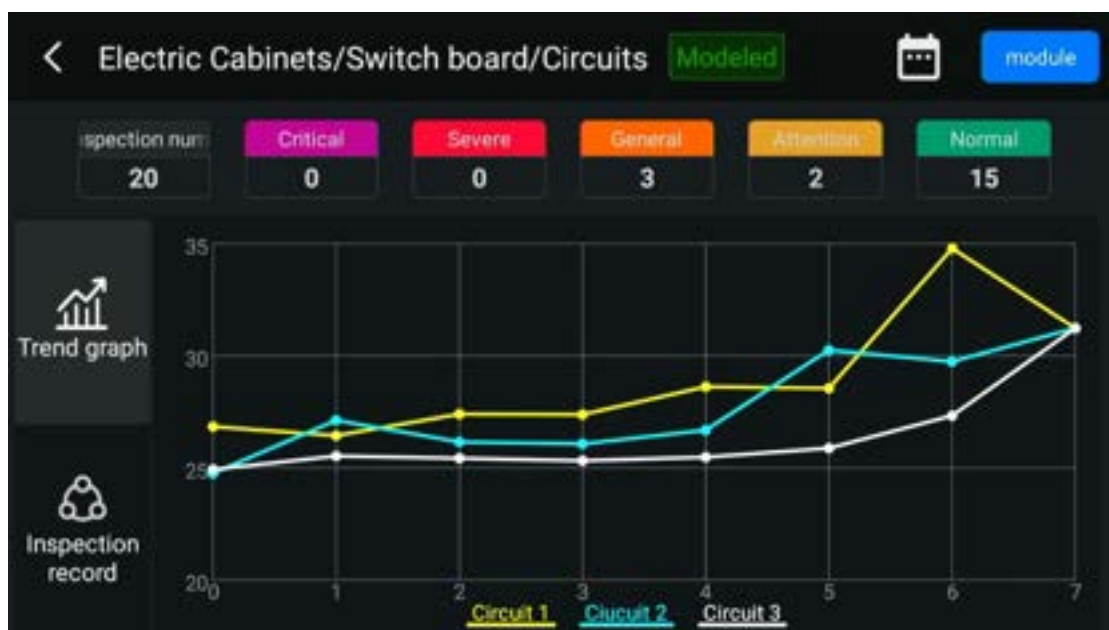 Electric Cabinets/Switch board/Circuits Modeled module
spection num Critical Severe General Attention Normal
20 0 0 3 2 15
35
Trend graph
30
25
Inspection
record
20
0 1 2 3 4 5 6 7
Circuit 1 Ciucuit 2 Circuit 3